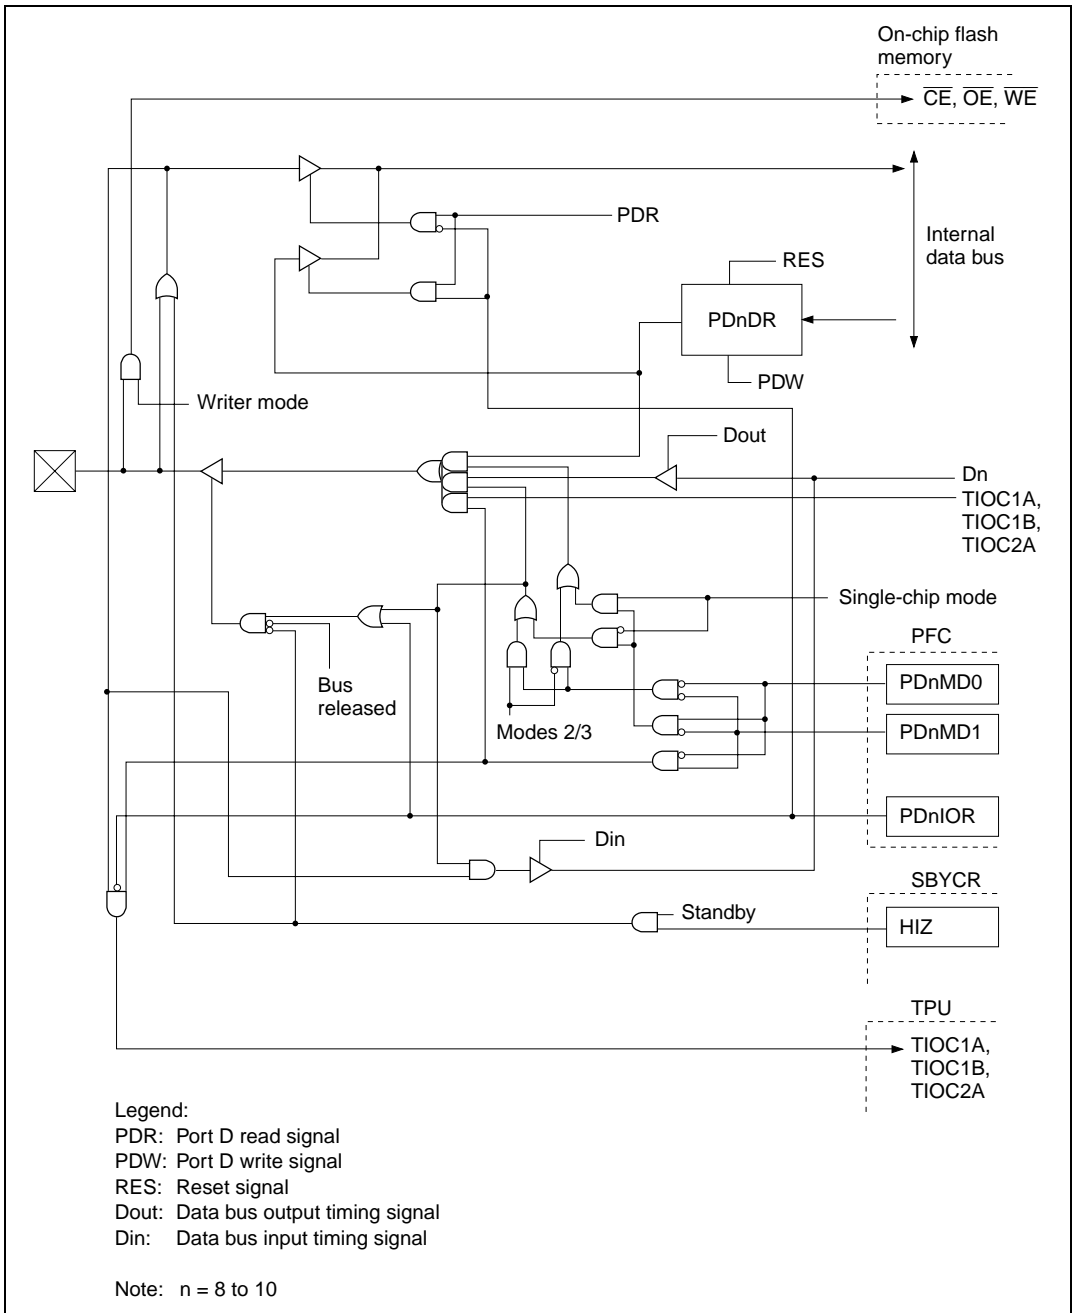 On-chip flash
memory
CE, OE, WE
PDR
Internal
data bus
RES
PDnDR
PDW
Writer mode
Dout
Dn
TIOC1A,
TIOC1B,
TIOC2A
Single-chip mode
PFC
PDnMD0
Bus
released
Modes 2/3
PDnMD1
PDnIOR
Din
SBYCR
Standby
HIZ
TPU
TIOC1A,
TIOC1B,
TIOC2A
Legend:
PDR: Port D read signal
PDW: Port D write signal
RES: Reset signal
Dout: Data bus output timing signal
Din: Data bus input timing signal
Note: n = 8 to 10